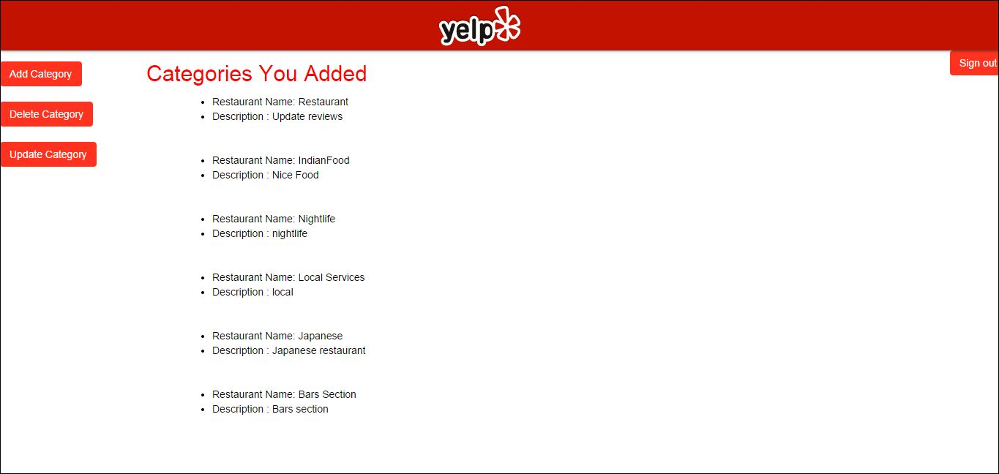 yelp
Sign out
Add Category
Delete Category
Update Category
Categories You Added
Restaurant Name: Restaurant
Description : Update reviews
Restaurant Name: IndianFood
Description : Nice Food
Restaurant Name: Nightlife
Description : nightlife
Restaurant Name: Local Services
Description : local
Restaurant Name: Japanese
Description : Japanese restaurant
Restaurant Name: Bars Section
Description : Bars section